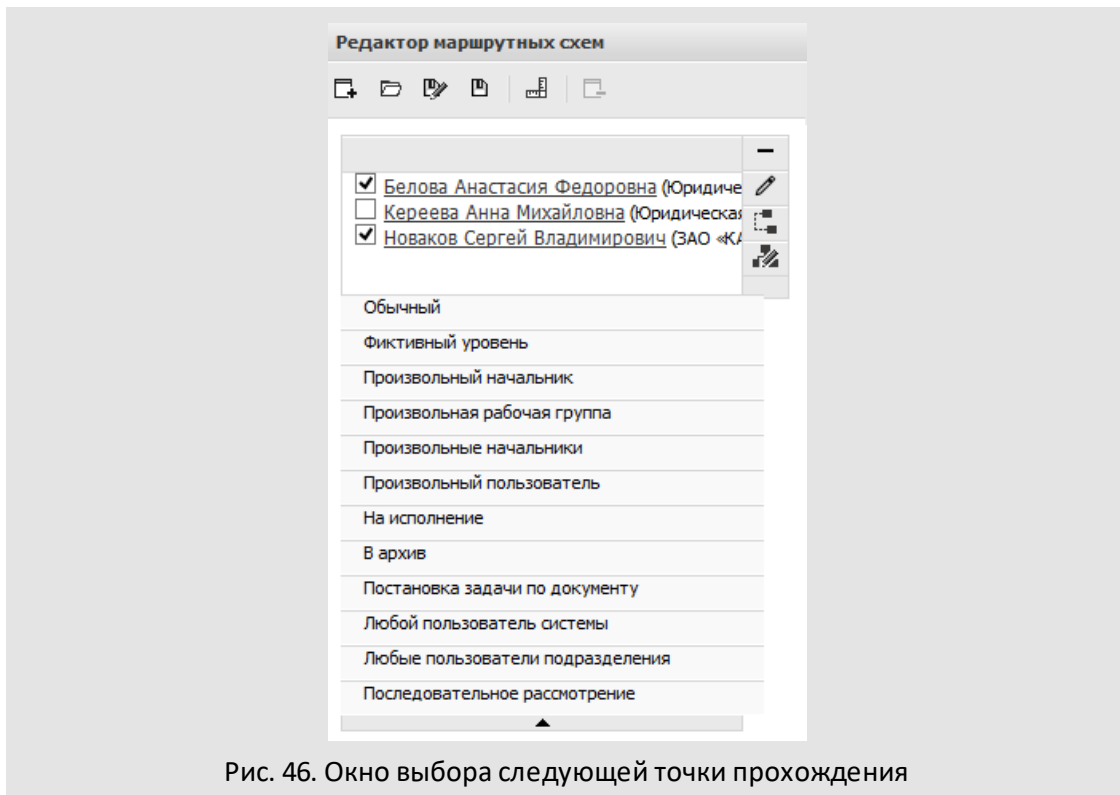 Редактор маршрутных схем
Белова Анастасия Федоровна (Юридиче
Кереева Анна Михайловна (Юридическая
Новаков Сергей Владимирович (ЗАО «КА
Обычный
Фиктивный уровень
Произвольный начальник
Произвольная рабочая группа
Произвольные начальники
Произвольный пользователь
На исполнение
В архив
Постановка задачи по документу
Любой пользователь системы
Любые пользователи подразделения
Последовательное рассмотрение
Рис. 46. Окно выбора следующей точки прохождения